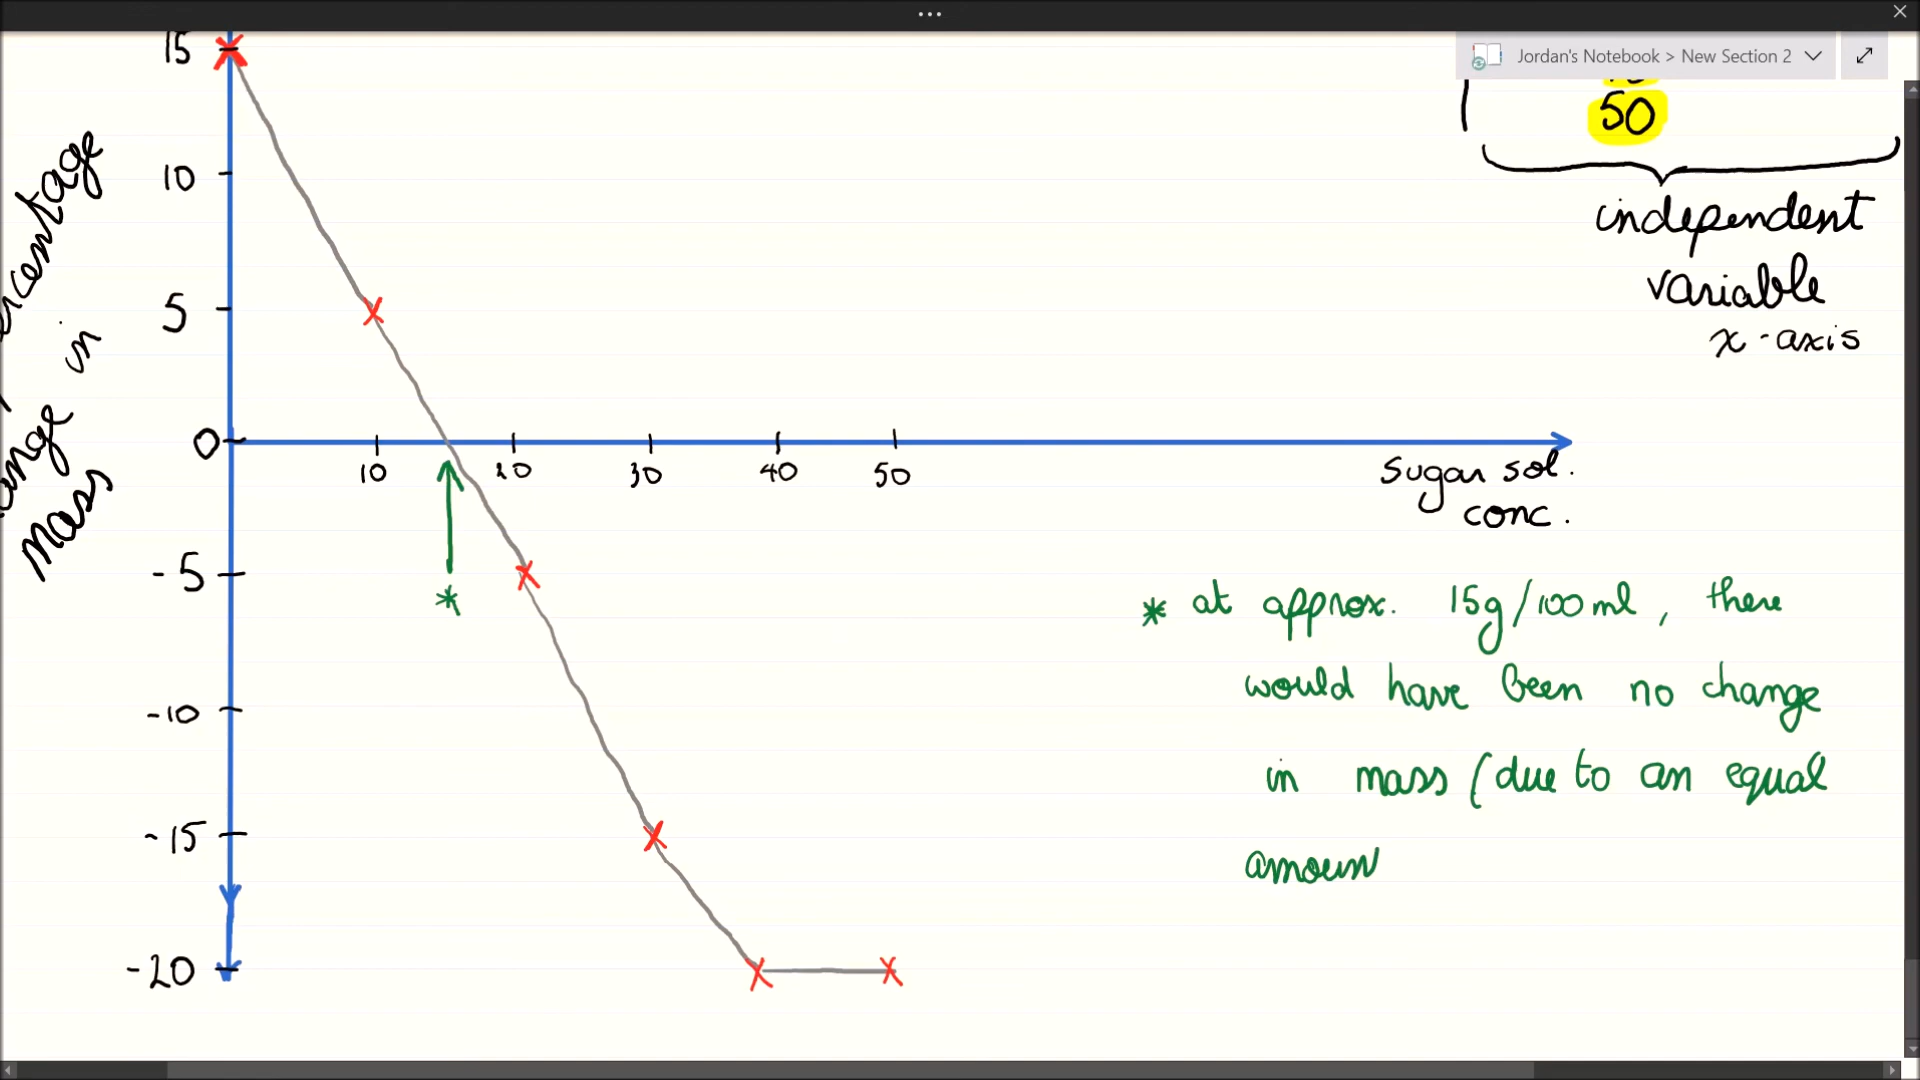 Jordan's Notebook > New Section 2
50
independent
variable
x-axis
15
10
5
0
-5
-10
-15
-20
in
mass
10
20
30
40
50
Sugar sol.
conc.
* at approx. 15g/100ml, there
would have been no change
in mass (due to an equal
amoun
*